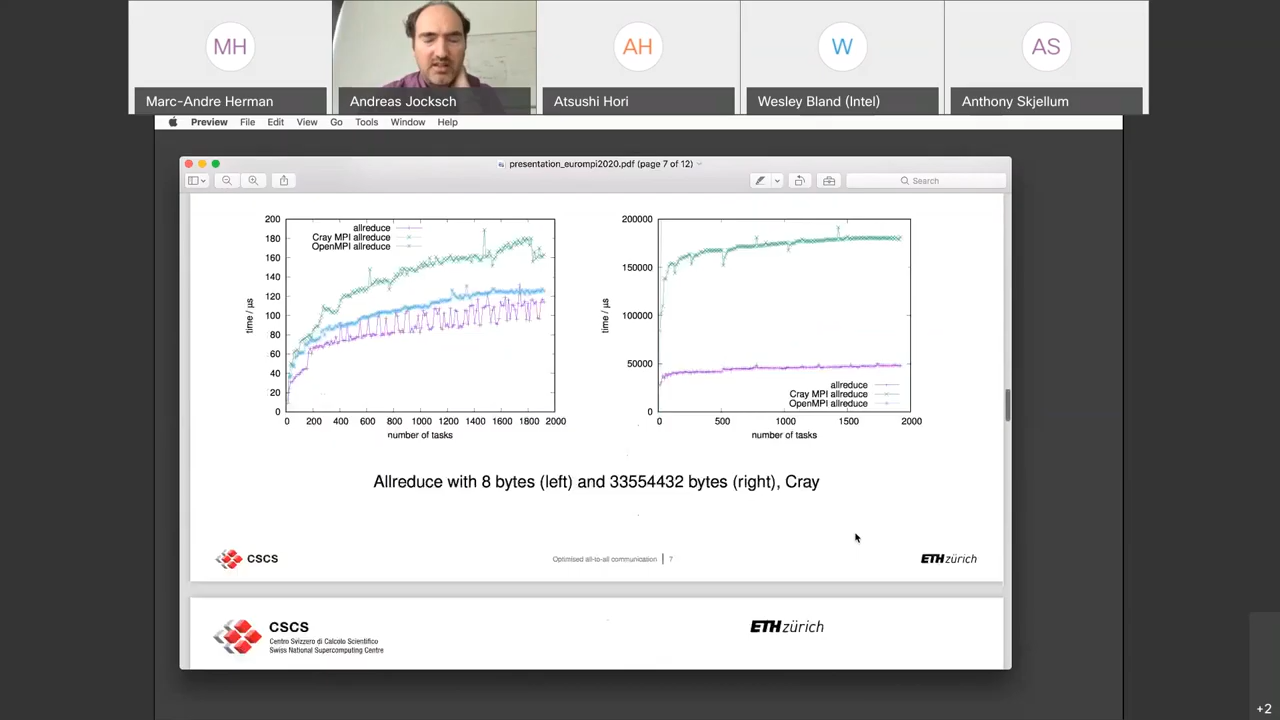 MH
AH
W
AS
Marc-Andre Herman
Andreas Jocksch
Atsushi Hori
Wesley Bland (Intel)
Anthony Skjellum
Preview File Edit View Go Tools Window Help
presentation_eurompi2020.pdf (page 7 of 12)
Search
200
180
160
140
120
100
80
60
40
20
0
time / µs
allreduce
Cray MPI allreduce
OpenMPI allreduce
0 200 400 600 800 1000 1200 1400 1600 1800 2000
number of tasks
200000
150000
100000
50000
0
time / µs
allreduce
Cray MPI allreduce
OpenMPI allreduce
0 500 1000 1500 2000
number of tasks
Allreduce with 8 bytes (left) and 33554432 bytes (right), Cray
CSCS
Optimised all-to-all communication | 7
ETH zürich
CSCS
Centro Svizzero di Calcolo Scientifico
Swiss National Supercomputing Centre
ETH zürich
+2